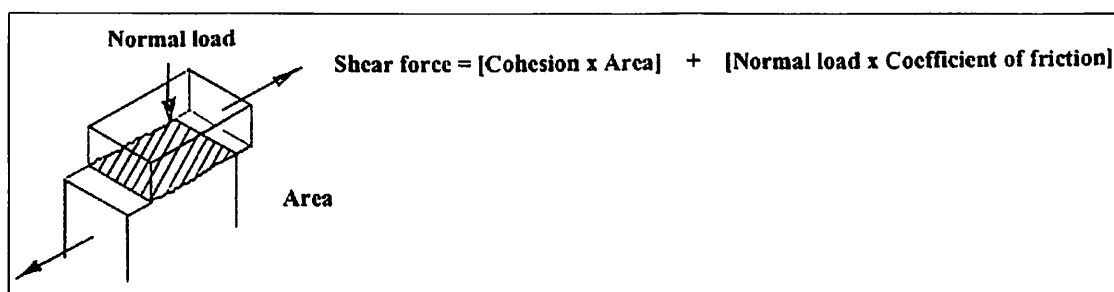 Normal load
Shear force = [Cohesion x Area] + [Normal load x Coefficient of friction]
Area